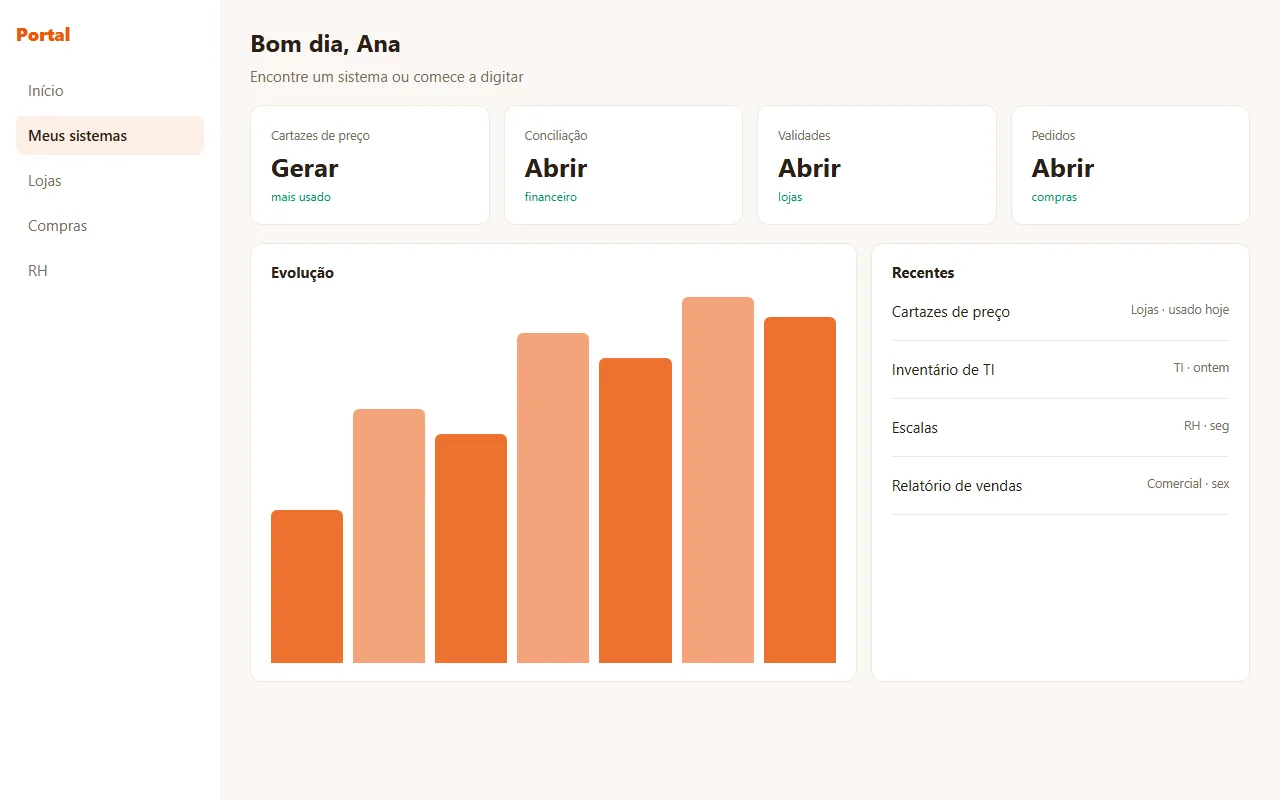 Portal
Início
Meus sistemas
Lojas
Compras
RH
Bom dia, Ana
Encontre um sistema ou comece a digitar
Cartazes de preço
Gerar
mais usado
Conciliação
Abrir
financeiro
Validades
Abrir
lojas
Pedidos
Abrir
compras
Evolução
Recentes
Cartazes de preço Lojas · usado hoje
Inventário de TI TI · ontem
Escalas RH · seg
Relatório de vendas Comercial · sex